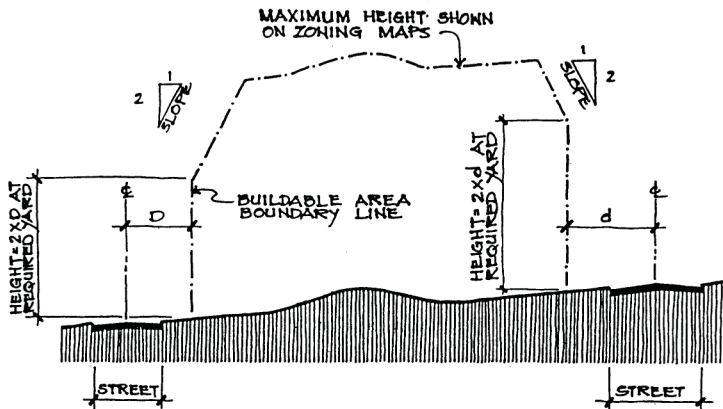 MAXIMUM HEIGHT SHOWN
ON ZONING MAPS
1
2
SLOPE
1
2
SLOPE
HEIGHT=2XD AT
REQUIRED YARD
℄
D
BUILDABLE AREA
BOUNDARY LINE
HEIGHT=2Xd AT
REQUIRED YARD
℄
d
STREET
STREET